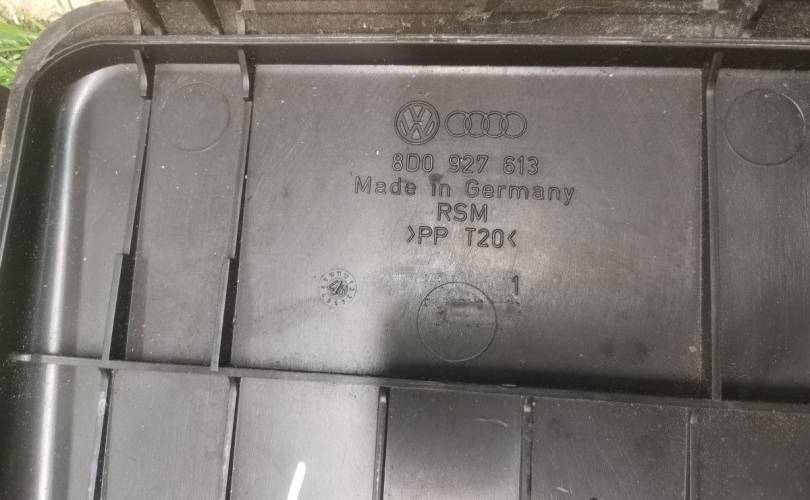 8D0 927 613
Made in Germany
RSM
>PP T20<
1